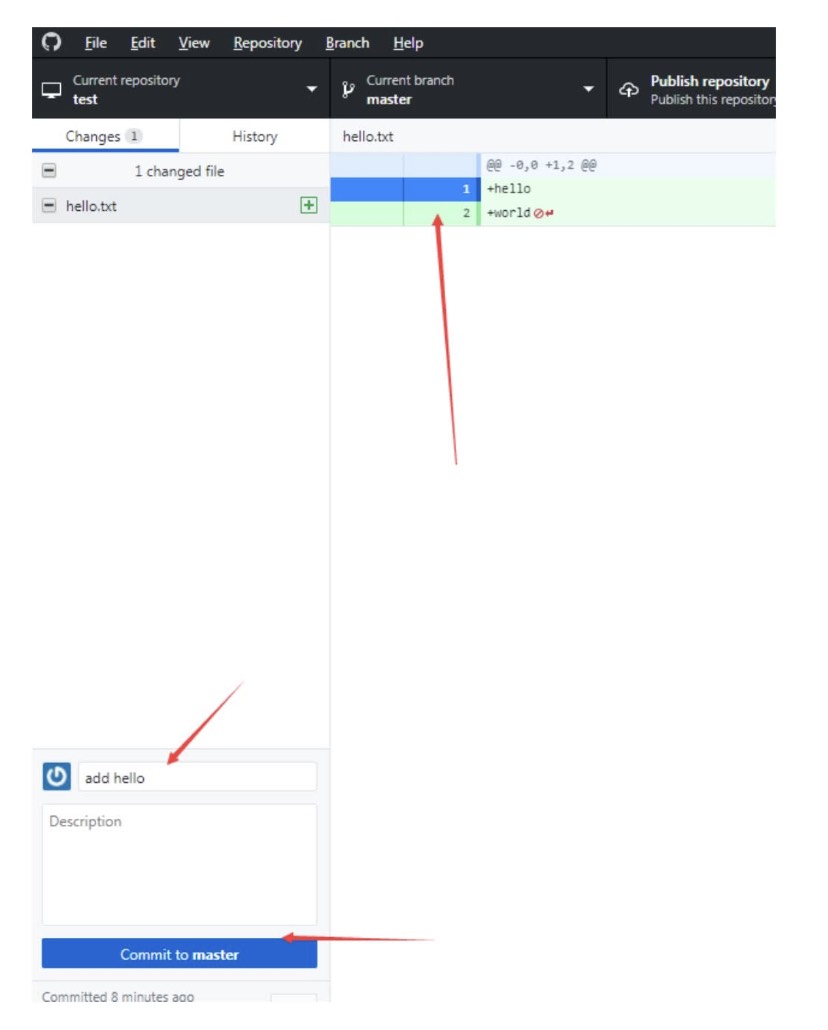 File Edit View Repository Branch Help
Current repository
test
Current branch
master
Publish repository
Publish this repository
Changes 1
History
hello.txt
1 changed file
@@ -0,0 +1,2 @@
hello.txt
1 +hello
2 +world
add hello
Description
Commit to master
Committed 8 minutes ago